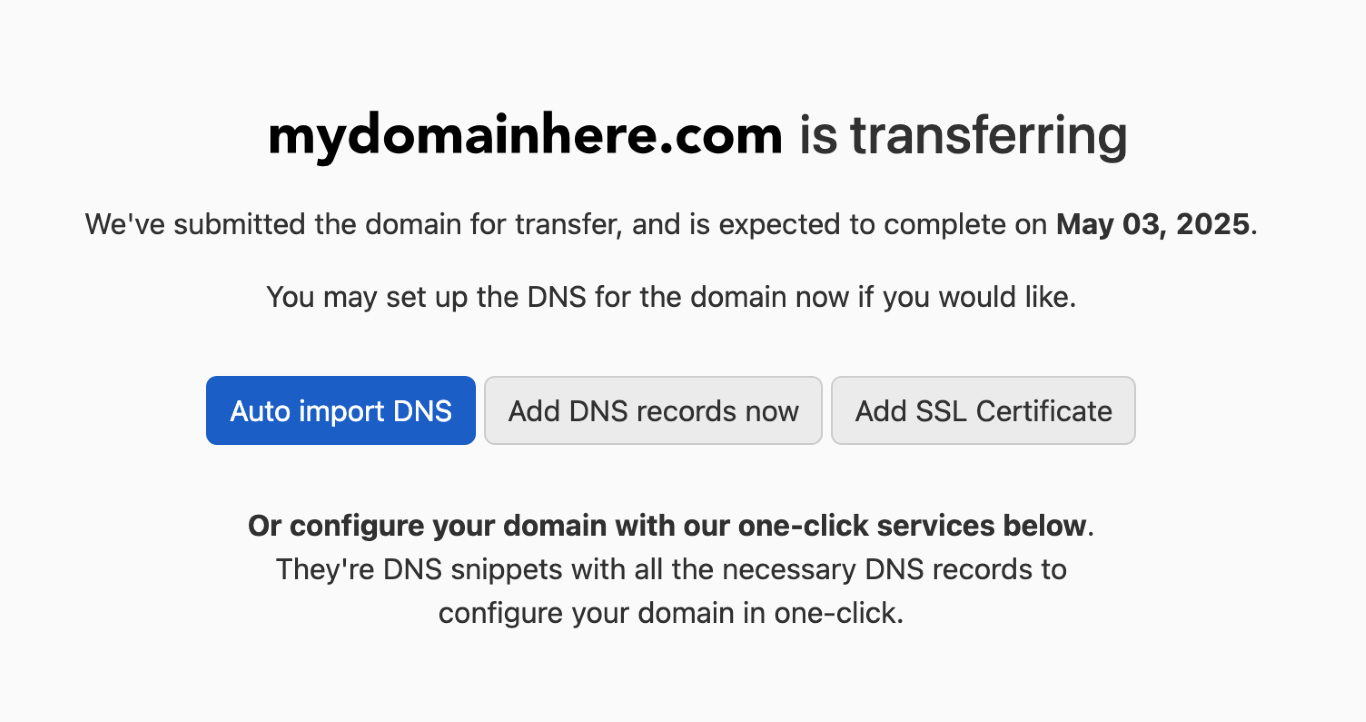 mydomainhere.com is transferring
We've submitted the domain for transfer, and is expected to complete on May 03, 2025.
You may set up the DNS for the domain now if you would like.
Auto import DNS
Add DNS records now
Add SSL Certificate
Or configure your domain with our one-click services below.
They're DNS snippets with all the necessary DNS records to
configure your domain in one-click.